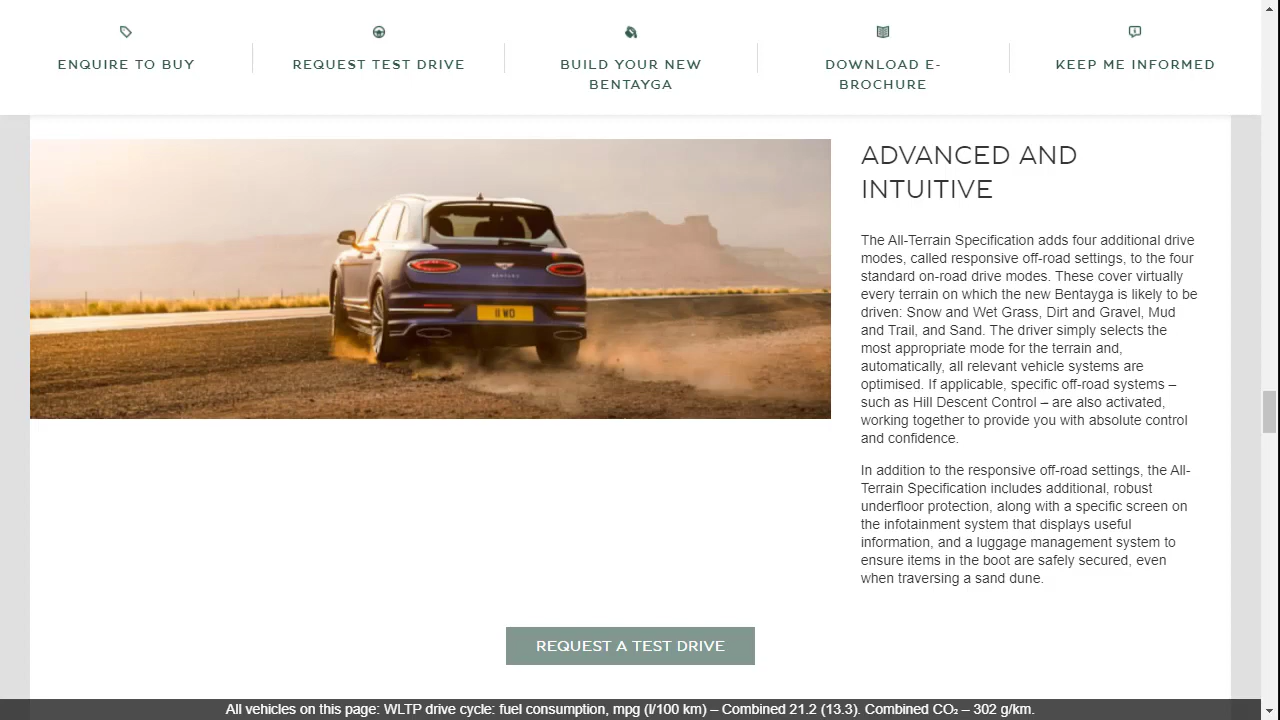 ENQUIRE TO BUY
REQUEST TEST DRIVE
BUILD YOUR NEW
BENTAYGA
DOWNLOAD E-
BROCHURE
KEEP ME INFORMED
ADVANCED AND
INTUITIVE
The All-Terrain Specification adds four additional drive
modes, called responsive off-road settings, to the four
standard on-road drive modes. These cover virtually
every terrain on which the new Bentayga is likely to be
driven: Snow and Wet Grass, Dirt and Gravel, Mud
and Trail, and Sand. The driver simply selects the
most appropriate mode for the terrain and,
automatically, all relevant vehicle systems are
optimised. If applicable, specific off-road systems –
such as Hill Descent Control – are also activated,
working together to provide you with absolute control
and confidence.
In addition to the responsive off-road settings, the All-
Terrain Specification includes additional, robust
underfloor protection, along with a specific screen on
the infotainment system that displays useful
information, and a luggage management system to
ensure items in the boot are safely secured, even
when traversing a sand dune.
BENTLEY
II WO
REQUEST A TEST DRIVE
All vehicles on this page: WLTP drive cycle: fuel consumption, mpg (l/100 km) – Combined 21.2 (13.3). Combined CO₂ – 302 g/km.